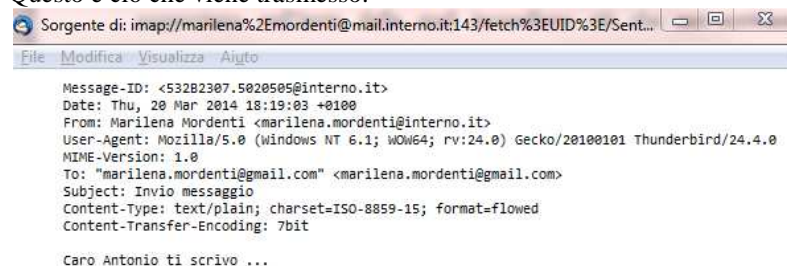 Questo è ciò che viene trasmesso:
Sorgente di: imap://marilena%2Emordenti@mail.interno.it:143/fetch%3EUID%3E/Sent...
File Modifica Visualizza Aiuto
Message-ID: <532B2307.5020505@interno.it>
Date: Thu, 20 Mar 2014 18:19:03 +0100
From: Marilena Mordenti <marilena.mordenti@interno.it>
User-Agent: Mozilla/5.0 (Windows NT 6.1; WOW64; rv:24.0) Gecko/20100101 Thunderbird/24.4.0
MIME-Version: 1.0
To: "marilena.mordenti@gmail.com" <marilena.mordenti@gmail.com>
Subject: Invio messaggio
Content-Type: text/plain; charset=ISO-8859-15; format=flowed
Content-Transfer-Encoding: 7bit
Caro Antonio ti scrivo ...